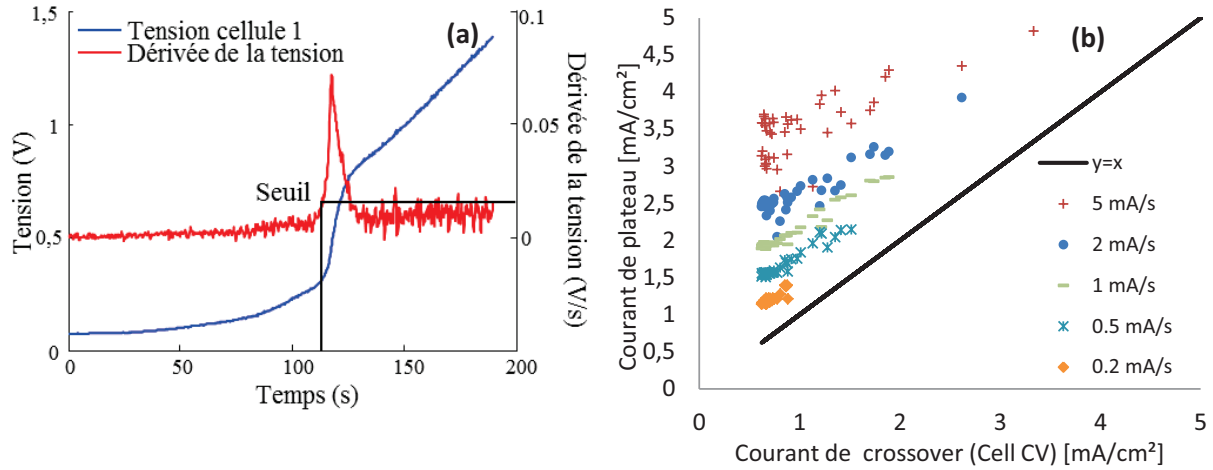 1,5
0.1
Tension cellule 1
Dérivée de la tension
(a)
1
0.05
Seuil
0,5
0
0
0
50
100
150
200
Tension (V)
Dérivée de la tension (V/s)
Temps (s)
(b)
5
4,5
4
3,5
3
2,5
2
1,5
1
0,5
0
0
1
2
3
4
5
Courant de plateau [mA/cm²]
Courant de crossover (Cell CV) [mA/cm²]
y=x
5 mA/s
2 mA/s
1 mA/s
0.5 mA/s
0.2 mA/s